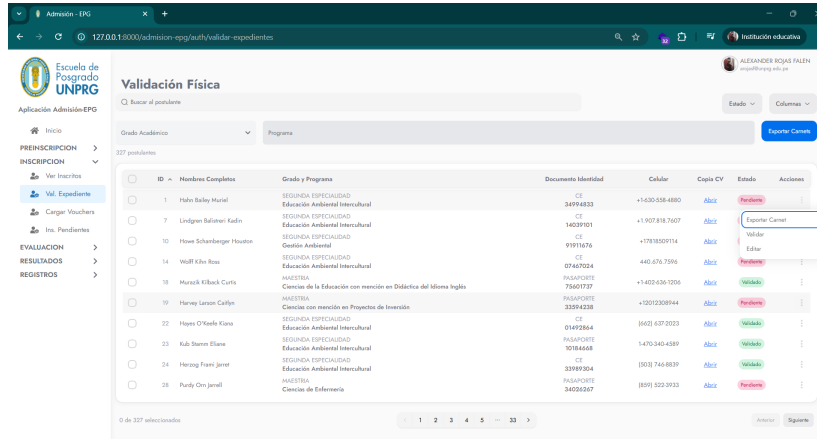 Admisión - EPG
127.0.0.1:8000/admision-epg/auth/validar-expedientes
Institución educativa
Escuela de Posgrado UNPRG
ALEXANDER ROJAS FALEN
Aplicación Admisión-EPG
Validación Física
Buscar al postulante
Estado
Columnas
Inicio
Grado Académico
Programa
Exportar Carnets
PREINSCRIPCION
327 postulantes
INSCRIPCION
Ver Inscritos
Val. Expediente
Cargar Vouchers
Ins. Pendientes
EVALUACION
RESULTADOS
REGISTROS
ID Nombres Completos Grado y Programa Documento Identidad Celular Copia CV Estado Acciones
1 Hahn Bailey Muriel SEGUNDA ESPECIALIDAD CE
Educación Ambiental Intercultural 34994833 +1-630-558-4880 Abrir Pendiente
7 Lindgren Balistreri Kadin SEGUNDA ESPECIALIDAD CE
Educación Ambiental Intercultural 14039101 +1.907.818.7607 Abrir
Exportar Carnet
Validar
Editar
10 Howe Schamberger Houston SEGUNDA ESPECIALIDAD CE
Gestión Ambiental 91911676 +17818509114 Abrir
14 Wolff Kihn Ross SEGUNDA ESPECIALIDAD CE
Educación Ambiental Intercultural 07467024 440.676.7596 Abrir Pendiente
18 Murazik Kilback Curtis MAESTRIA PASAPORTE
Ciencias de la Educación con mención en Didáctica del Idioma Inglés 75601737 +1-402-636-1206 Abrir Validado
19 Harvey Larson Caitlyn MAESTRIA PASAPORTE
Ciencias con mención en Proyectos de Inversión 33594238 +12012308944 Abrir Pendiente
22 Hayes O'Keefe Kiana SEGUNDA ESPECIALIDAD CE
Educación Ambiental Intercultural 01492864 (662) 637-2023 Abrir Validado
23 Kub Stamm Eliane SEGUNDA ESPECIALIDAD PASAPORTE
Educación Ambiental Intercultural 10184668 1-470-340-4589 Abrir Validado
24 Herzog Frami Jarret SEGUNDA ESPECIALIDAD CE
Educación Ambiental Intercultural 33989304 (503) 746-8839 Abrir Validado
28 Purdy Orn Jarrell MAESTRIA PASAPORTE
Ciencias de Enfermería 34026267 (859) 522-3933 Abrir Pendiente
0 de 327 seleccionados
1 2 3 4 5 ... 33
Anterior Siguiente